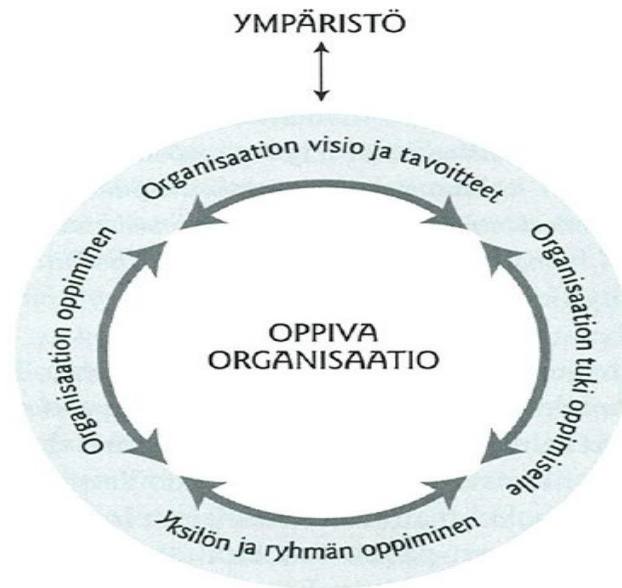 YMPÄRISTÖ
Organisaation visio ja tavoitteet
Organisaation oppiminen
Organisaation tuki oppimiselle
OPPIVA
ORGANISAATIO
Yksilön ja ryhmän oppiminen